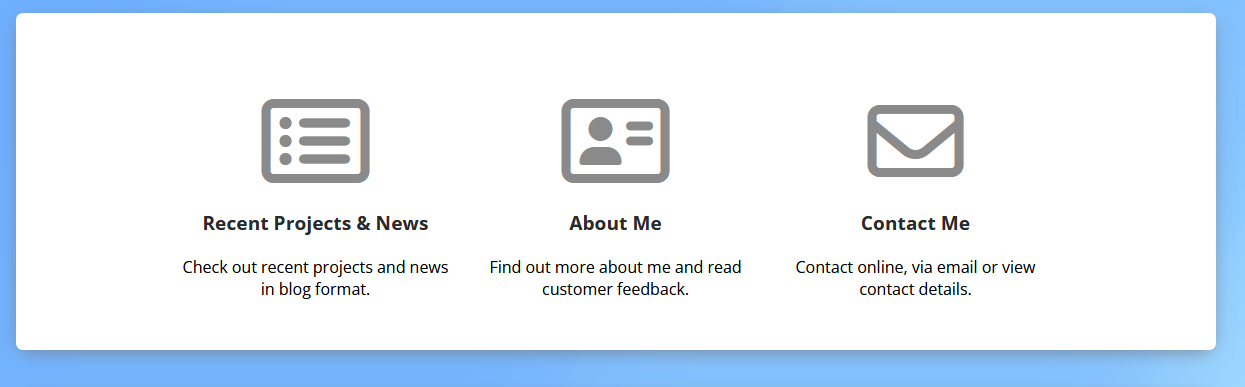 Recent Projects & News
Check out recent projects and news
in blog format.
About Me
Find out more about me and read
customer feedback.
Contact Me
Contact online, via email or view
contact details.